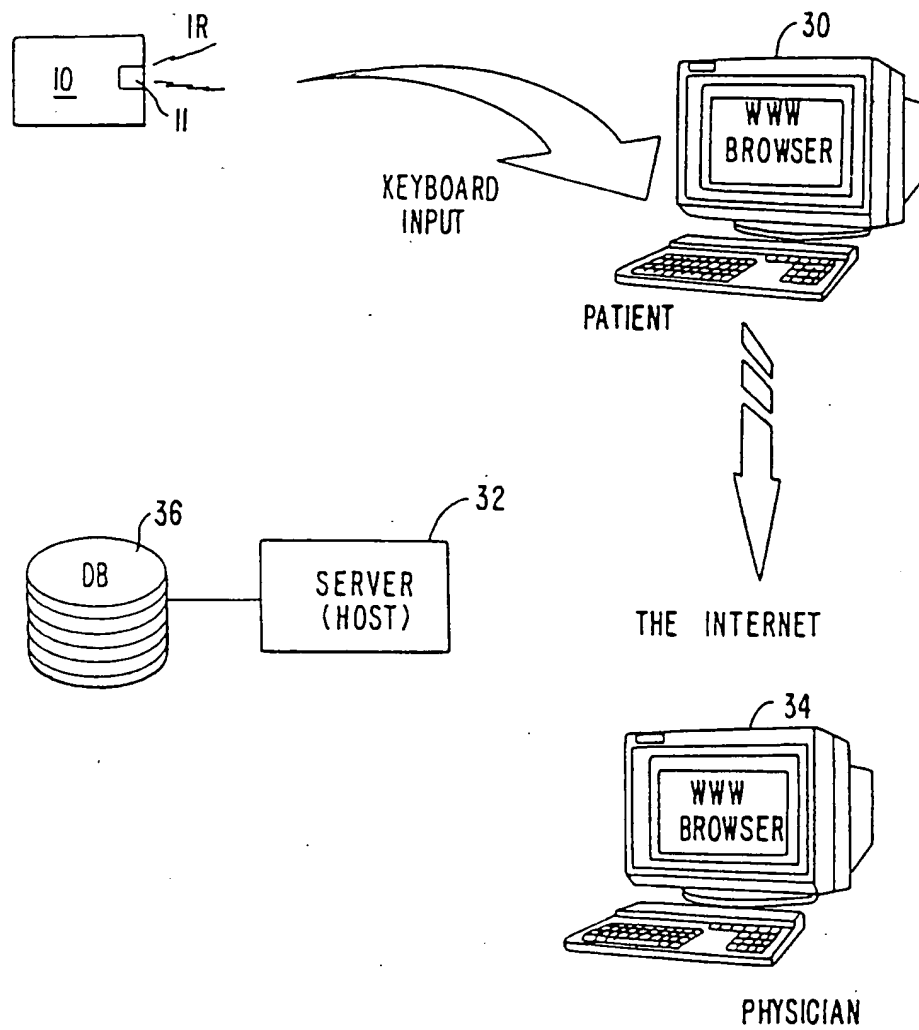 30
IR
10
11
WWW
BROWSER
KEYBOARD
INPUT
PATIENT
36
32
DB
SERVER
(HOST)
THE INTERNET
34
WWW
BROWSER
PHYSICIAN